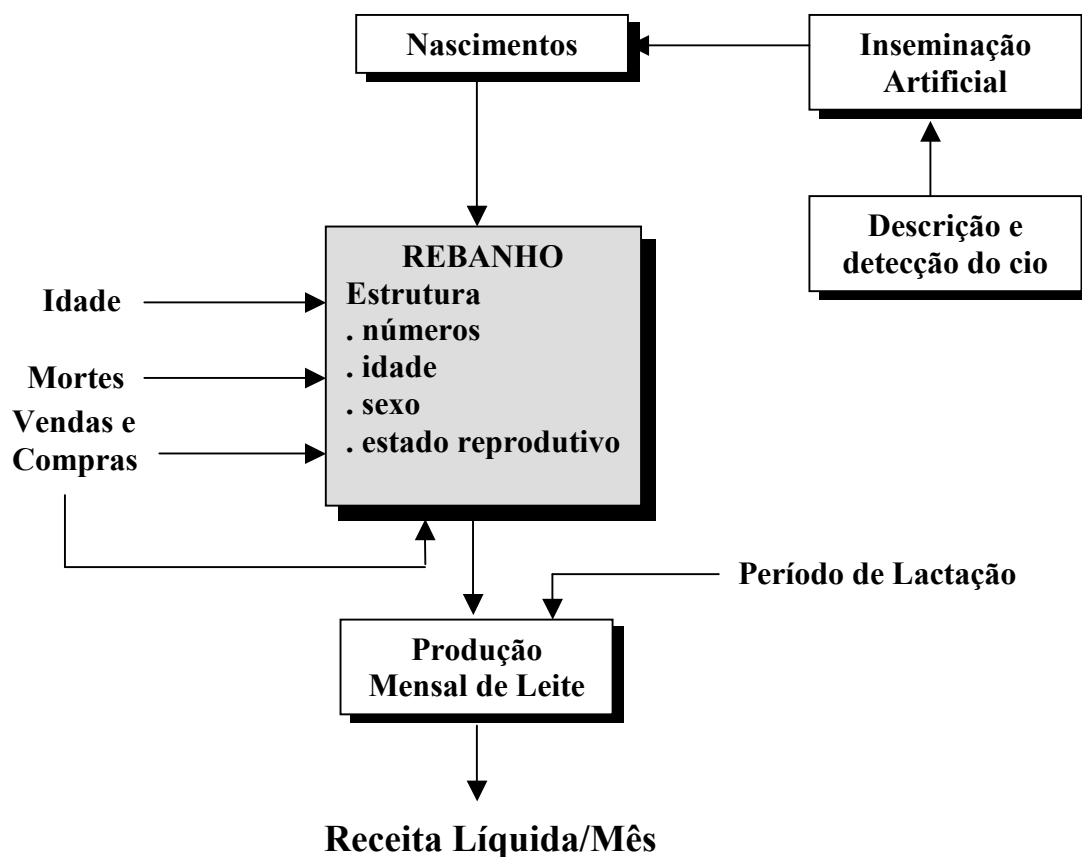 Nascimentos
Inseminação
Artificial
Descrição e
detecção do cio
REBANHO
Estrutura
. números
. idade
. sexo
. estado reprodutivo
Idade
Mortes
Vendas e
Compras
Período de Lactação
Produção
Mensal de Leite
Receita Líquida/Mês